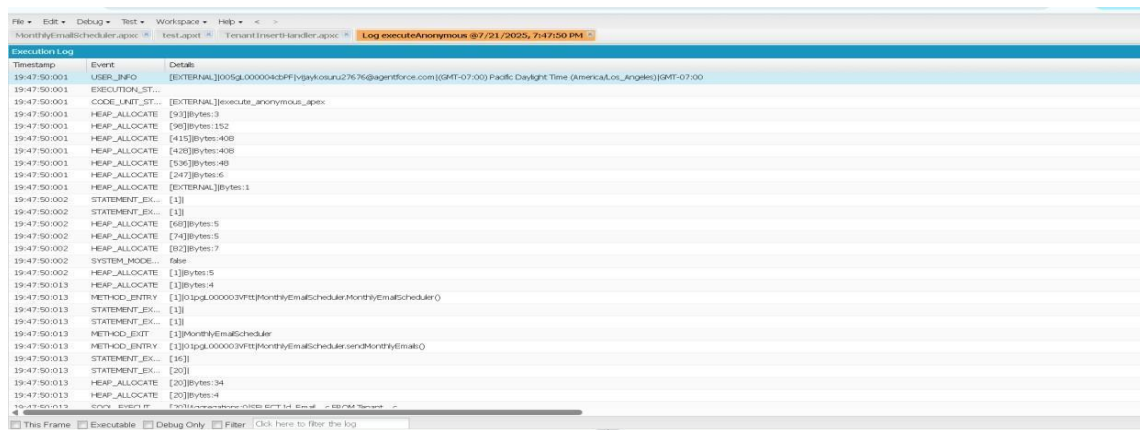 File Edit Debug Test Workspace Help < >
MonthlyEmailScheduler.apxc test.apxt TenantInsertHandler.apxc Log executeAnonymous @7/21/2025, 7:47:50 PM
Execution Log
Timestamp Event Details
19:47:50:001 USER_INFO [EXTERNAL]|005gL000004cbPF|vijaykosuru27676@agentforce.com|(GMT-07:00) Pacific Daylight Time (America/Los_Angeles)|GMT-07:00
19:47:50:001 EXECUTION_ST...
19:47:50:001 CODE_UNIT_ST... [EXTERNAL]|execute_anonymous_apex
19:47:50:001 HEAP_ALLOCATE [93]|Bytes:3
19:47:50:001 HEAP_ALLOCATE [98]|Bytes:152
19:47:50:001 HEAP_ALLOCATE [415]|Bytes:408
19:47:50:001 HEAP_ALLOCATE [428]|Bytes:408
19:47:50:001 HEAP_ALLOCATE [536]|Bytes:48
19:47:50:001 HEAP_ALLOCATE [247]|Bytes:6
19:47:50:001 HEAP_ALLOCATE [EXTERNAL]|Bytes:1
19:47:50:002 STATEMENT_EX... [1]|
19:47:50:002 STATEMENT_EX... [1]|
19:47:50:002 HEAP_ALLOCATE [68]|Bytes:5
19:47:50:002 HEAP_ALLOCATE [74]|Bytes:5
19:47:50:002 HEAP_ALLOCATE [82]|Bytes:7
19:47:50:002 SYSTEM_MODE... false
19:47:50:002 HEAP_ALLOCATE [1]|Bytes:5
19:47:50:013 HEAP_ALLOCATE [1]|Bytes:4
19:47:50:013 METHOD_ENTRY [1]|01pgL000003VFtt|MonthlyEmailScheduler.MonthlyEmailScheduler()
19:47:50:013 STATEMENT_EX... [1]|
19:47:50:013 STATEMENT_EX... [1]|
19:47:50:013 METHOD_EXIT [1]|MonthlyEmailScheduler
19:47:50:013 METHOD_ENTRY [1]|01pgL000003VFtt|MonthlyEmailScheduler.sendMonthlyEmails()
19:47:50:013 STATEMENT_EX... [16]|
19:47:50:013 STATEMENT_EX... [20]|
19:47:50:013 HEAP_ALLOCATE [20]|Bytes:34
19:47:50:013 HEAP_ALLOCATE [20]|Bytes:4
19:47:50:013 SOQL_EXECUT... [20]|Aggregations:0|SELECT Id, Email__c FROM Tenant__c
This Frame Executable Debug Only Filter Click here to filter the log